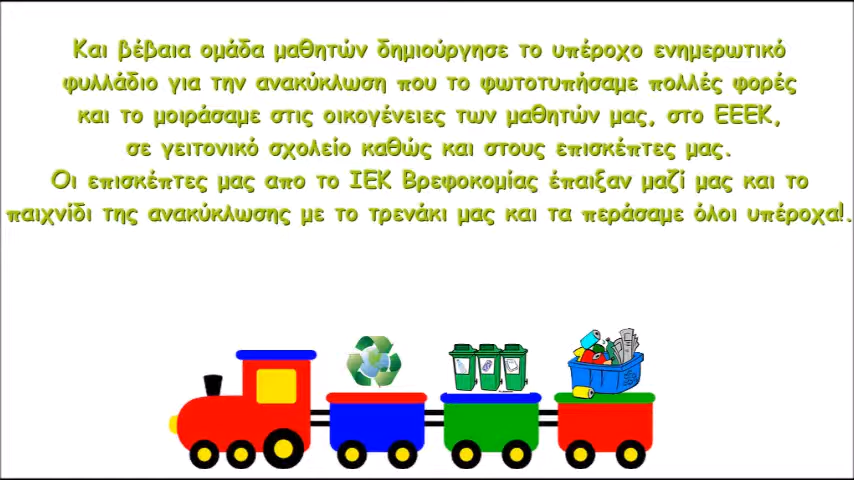 Και βέβαια ομάδα μαθητών δημιούργησε το υπέροχο ενημερωτικό
φυλλάδιο για την ανακύκλωση που το φωτοτυπήσαμε πολλές φορές
και το μοιράσαμε στις οικογένειες των μαθητών μας, στο ΕΕΕΚ,
σε γειτονικό σχολείο καθώς και στους επισκέπτες μας.
Οι επισκέπτες μας απο το ΙΕΚ Βρεφοκομίας έπαιξαν μαζί μας και το
παιχνίδι της ανακύκλωσης με το τρενάκι μας και τα περάσαμε όλοι υπέροχα!.